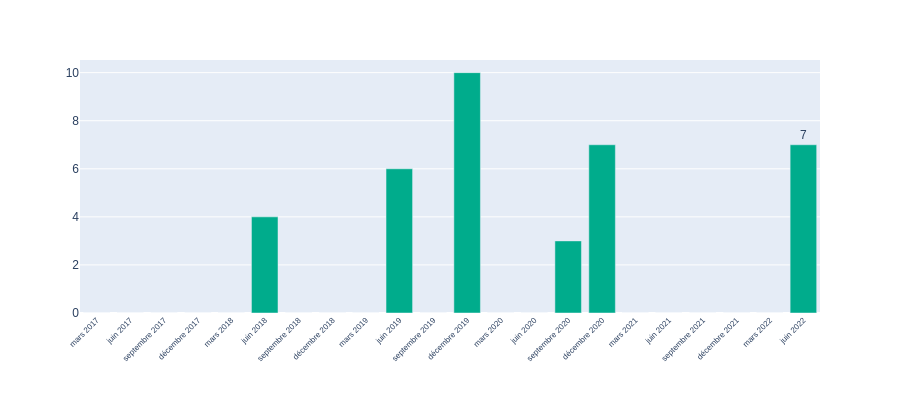 10
8
6
4
2
0
7
mars 2017
juin 2017
septembre 2017
décembre 2017
mars 2018
juin 2018
septembre 2018
décembre 2018
mars 2019
juin 2019
septembre 2019
décembre 2019
mars 2020
juin 2020
septembre 2020
décembre 2020
mars 2021
juin 2021
septembre 2021
décembre 2021
mars 2022
juin 2022